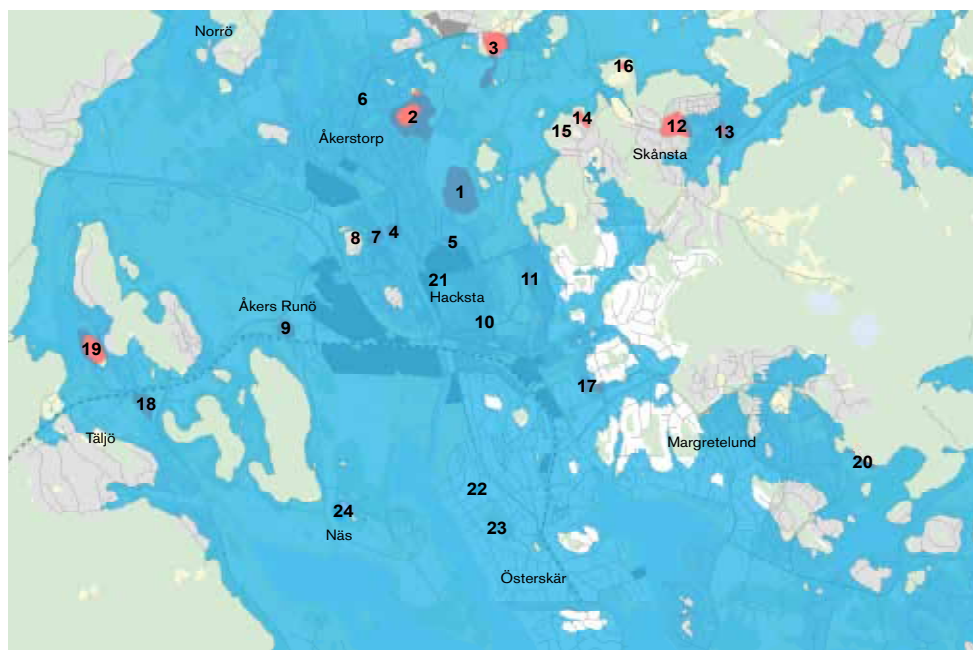 Norrö
3
16
6
2
14
15
12
13
Åkerstorp
Skånsta
1
8
7
4
5
21
11
Hacksta
Åkers Runö
9
10
19
17
18
Täljö
Margretelund
20
22
24
23
Näs
Österskär